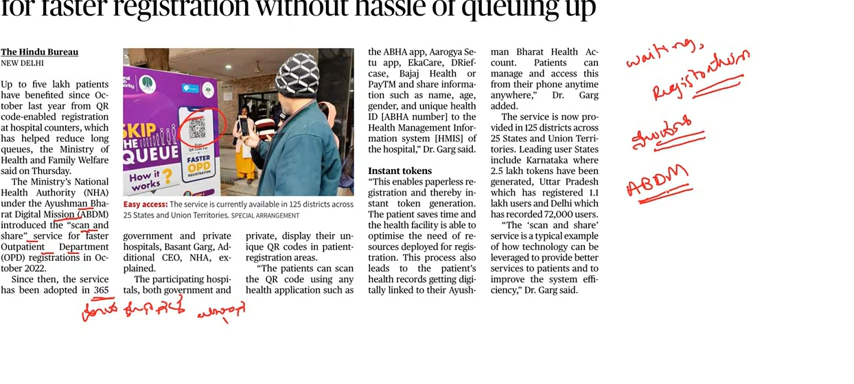 for faster registration without hassle of queuing up
The Hindu Bureau
NEW DELHI
Up to five lakh patients
have benefited since Oc-
tober last year from QR
code-enabled registration
at hospital counters, which
has helped reduce long
queues, the Ministry of
Health and Family Welfare
said on Thursday.
The Ministry's National
Health Authority (NHA)
under the Ayushman Bha-
rat Digital Mission (ABDM)
introduced the "scan and
share" service for faster
Outpatient Department
(OPD) registrations in Oc-
tober 2022.
Since then, the service
has been adopted in 365
SKIP
THE
QUEUE
How it
works ?
FASTER
OPD
REGISTRATION
Easy access: The service is currently available in 125 districts across
25 States and Union Territories. SPECIAL ARRANGEMENT
government and private
hospitals, Basant Garg, Ad-
ditional CEO, NHA, ex-
plained.
The participating hospi-
tals, both government and
private, display their un-
ique QR codes in patient-
registration areas.
"The patients can scan
the QR code using any
health application such as
the ABHA app, Aarogya Se-
tu app, EkaCare, DRief-
case, Bajaj Health or
PayTM and share informa-
tion such as name, age,
gender, and unique health
ID [ABHA number] to the
Health Management Infor-
mation system [HMIS] of
the hospital," Dr. Garg said.
Instant tokens
"This enables paperless re-
gistration and thereby in-
stant token generation.
The patient saves time and
the health facility is able to
optimise the need of re-
sources deployed for regis-
tration. This process also
leads to the patient's
health records getting digi-
tally linked to their Ayush-
man Bharat Health Ac-
count. Patients can
manage and access this
from their phone anytime
anywhere," Dr. Garg
added.
The service is now pro-
vided in 125 districts across
25 States and Union Terri-
tories. Leading user States
include Karnataka where
2.5 lakh tokens have been
generated, Uttar Pradesh
which has registered 1.1
lakh users and Delhi which
has recorded 72,000 users.
"The 'scan and share'
service is a typical example
of how technology can be
leveraged to provide better
services to patients and to
improve the system effi-
ciency," Dr. Garg said.
waiting,
ABDM